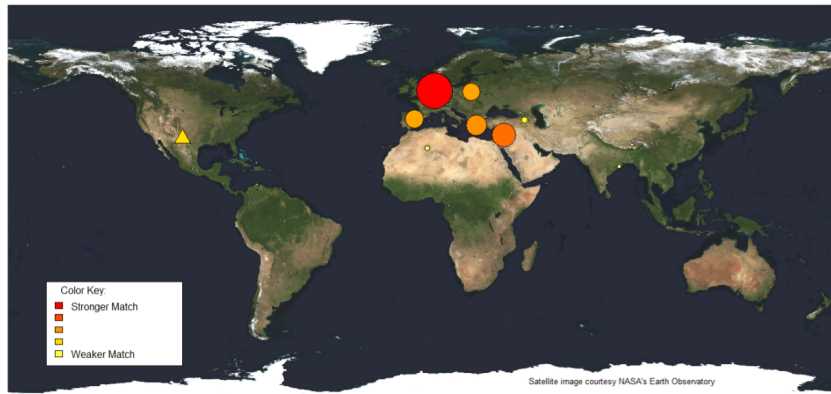 Color Key:
Stronger Match
Weaker Match
Satellite image courtesy NASA's Earth Observatory